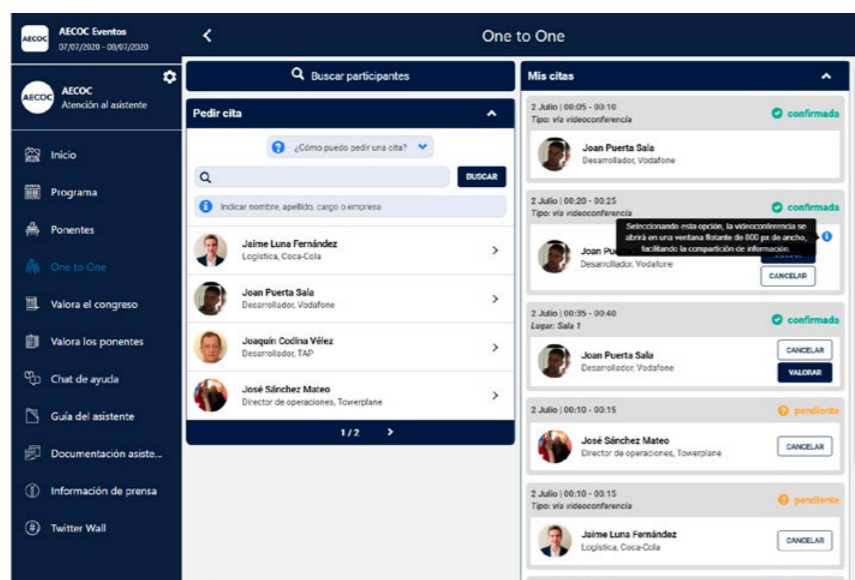 AECOC
AECOC Eventos
07/07/2020 - 08/07/2020
One to One
AECOC
AECOC
Atención al asistente
Inicio
Programa
Ponentes
One to One
Valora el congreso
Valora los ponentes
Chat de ayuda
Guía del asistente
Documentación asiste...
Información de prensa
Twitter Wall
Buscar participantes
Pedir cita
¿Cómo puedo pedir una cita?
BUSCAR
Indicar nombre, apellido, cargo o empresa
Jaime Luna Fernández
Logística, Coca-Cola
Joan Puerta Sala
Desarrollador, Vodafone
Joaquín Codina Vélez
Desarrollador, TAP
José Sánchez Mateo
Director de operaciones, Towerplane
1 / 2
Mis citas
2 Julio | 00:05 - 00:10
Tipo: vía videoconferencia
confirmada
Joan Puerta Sala
Desarrollador, Vodafone
2 Julio | 00:20 - 00:25
Tipo: vía videoconferencia
confirmada
Seleccionando esta opción, la videoconferencia se
abrirá en una ventana flotante de 800 px de ancho,
facilitando la compartición de información.
Joan
Desarrollador, Vodafone
CANCELAR
2 Julio | 00:35 - 00:40
Lugar: Sala 1
confirmada
Joan Puerta Sala
Desarrollador, Vodafone
CANCELAR
VALORAR
2 Julio | 00:10 - 00:15
pendiente
José Sánchez Mateo
Director de operaciones, Towerplane
CANCELAR
2 Julio | 00:10 - 00:15
Tipo: vía videoconferencia
pendiente
Jaime Luna Fernández
Logística, Coca-Cola
CANCELAR